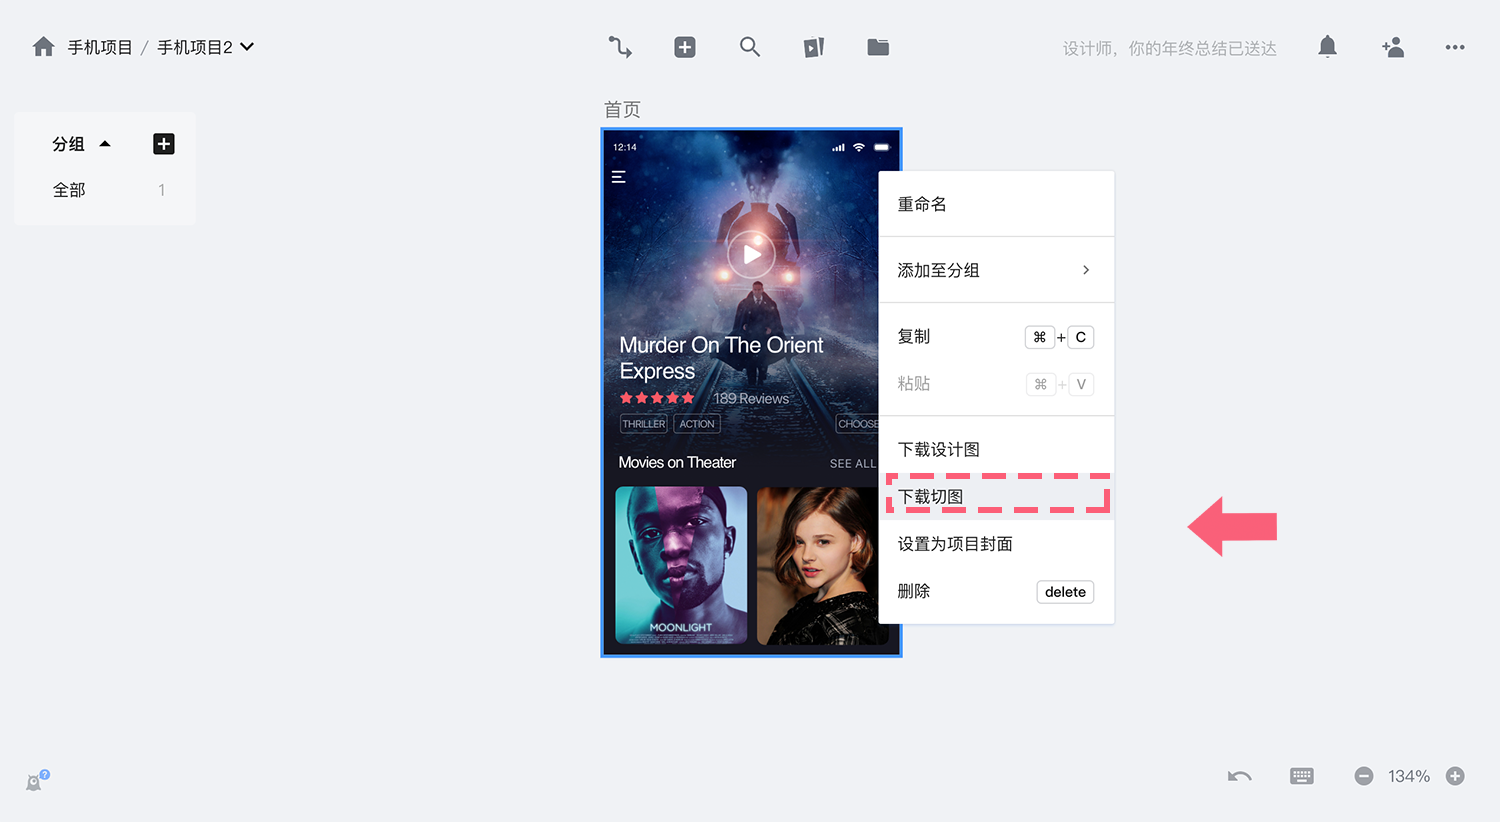 手机项目 / 手机项目2
设计师，你的年终总结已送达
分组
全部 1
首页
12:14
Murder On The Orient
Express
189 Reviews
THRILLER ACTION CHOOSE
Movies on Theater SEE ALL
MOONLIGHT
重命名
添加至分组
复制 ⌘ + C
粘贴 ⌘ + V
下载设计图
下载切图
设置为项目封面
删除 delete
?
134%